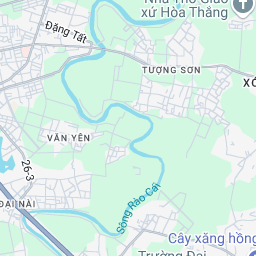 Nhà Thờ Giáo
xứ Hòa Thắng
Đặng Tất
TƯỢNG SƠN
XÓ
VĂN YÊN
26-3
ĐẠI NÀI
Sông Rào Cái
Cây xăng hồng
Trường Đại